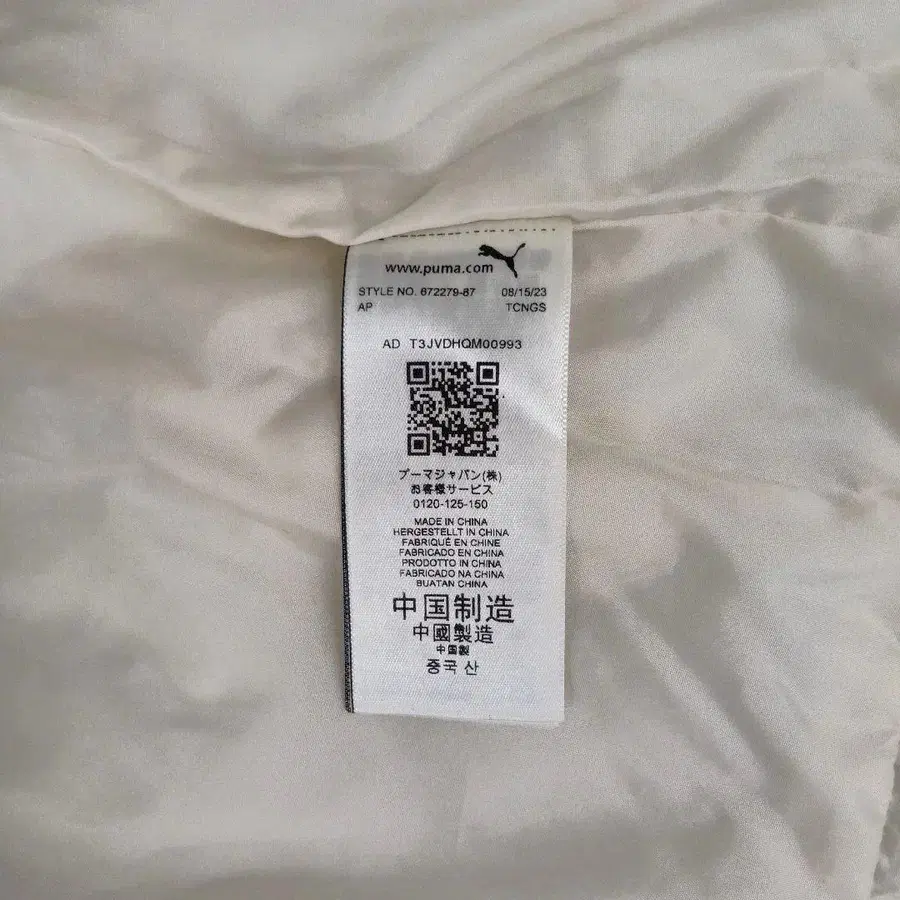 www.puma.com
STYLE NO. 672279-87 08/15/23
AP TCNGS
AD T3JVDHQM00993
プーマジャパン(株)
お客様サービス
0120-125-150
MADE IN CHINA
HERGESTELLT IN CHINA
FABRIQUÉ EN CHINE
FABRICADO EN CHINA
PRODOTTO IN CHINA
FABRICADO NA CHINA
BUATAN CHINA
中国制造
中國製造
中国製
중국 산